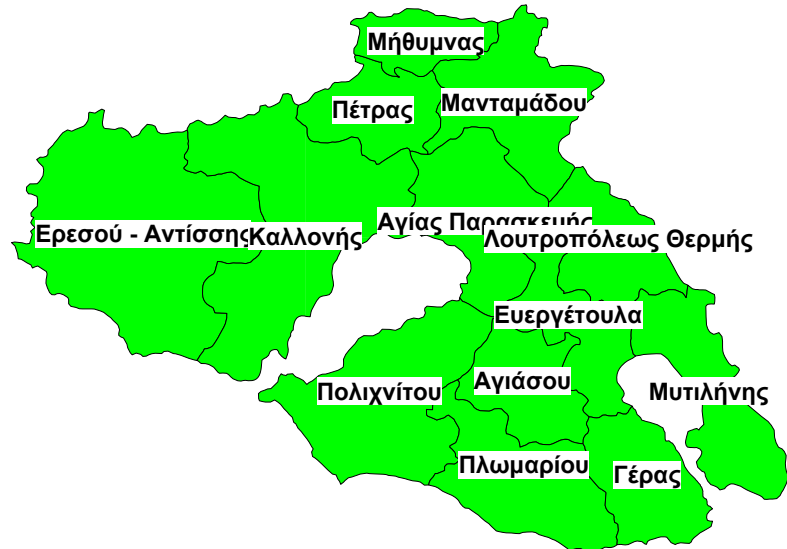 Μήθυμνας
Πέτρας
Μανταμάδου
Ερεσού - Αντίσσης
Καλλονής
Αγίας Παρασκευής
Λουτροπόλεως Θερμής
Ευεργέτουλα
Πολιχνίτου
Αγιάσου
Μυτιλήνης
Πλωμαρίου
Γέρας